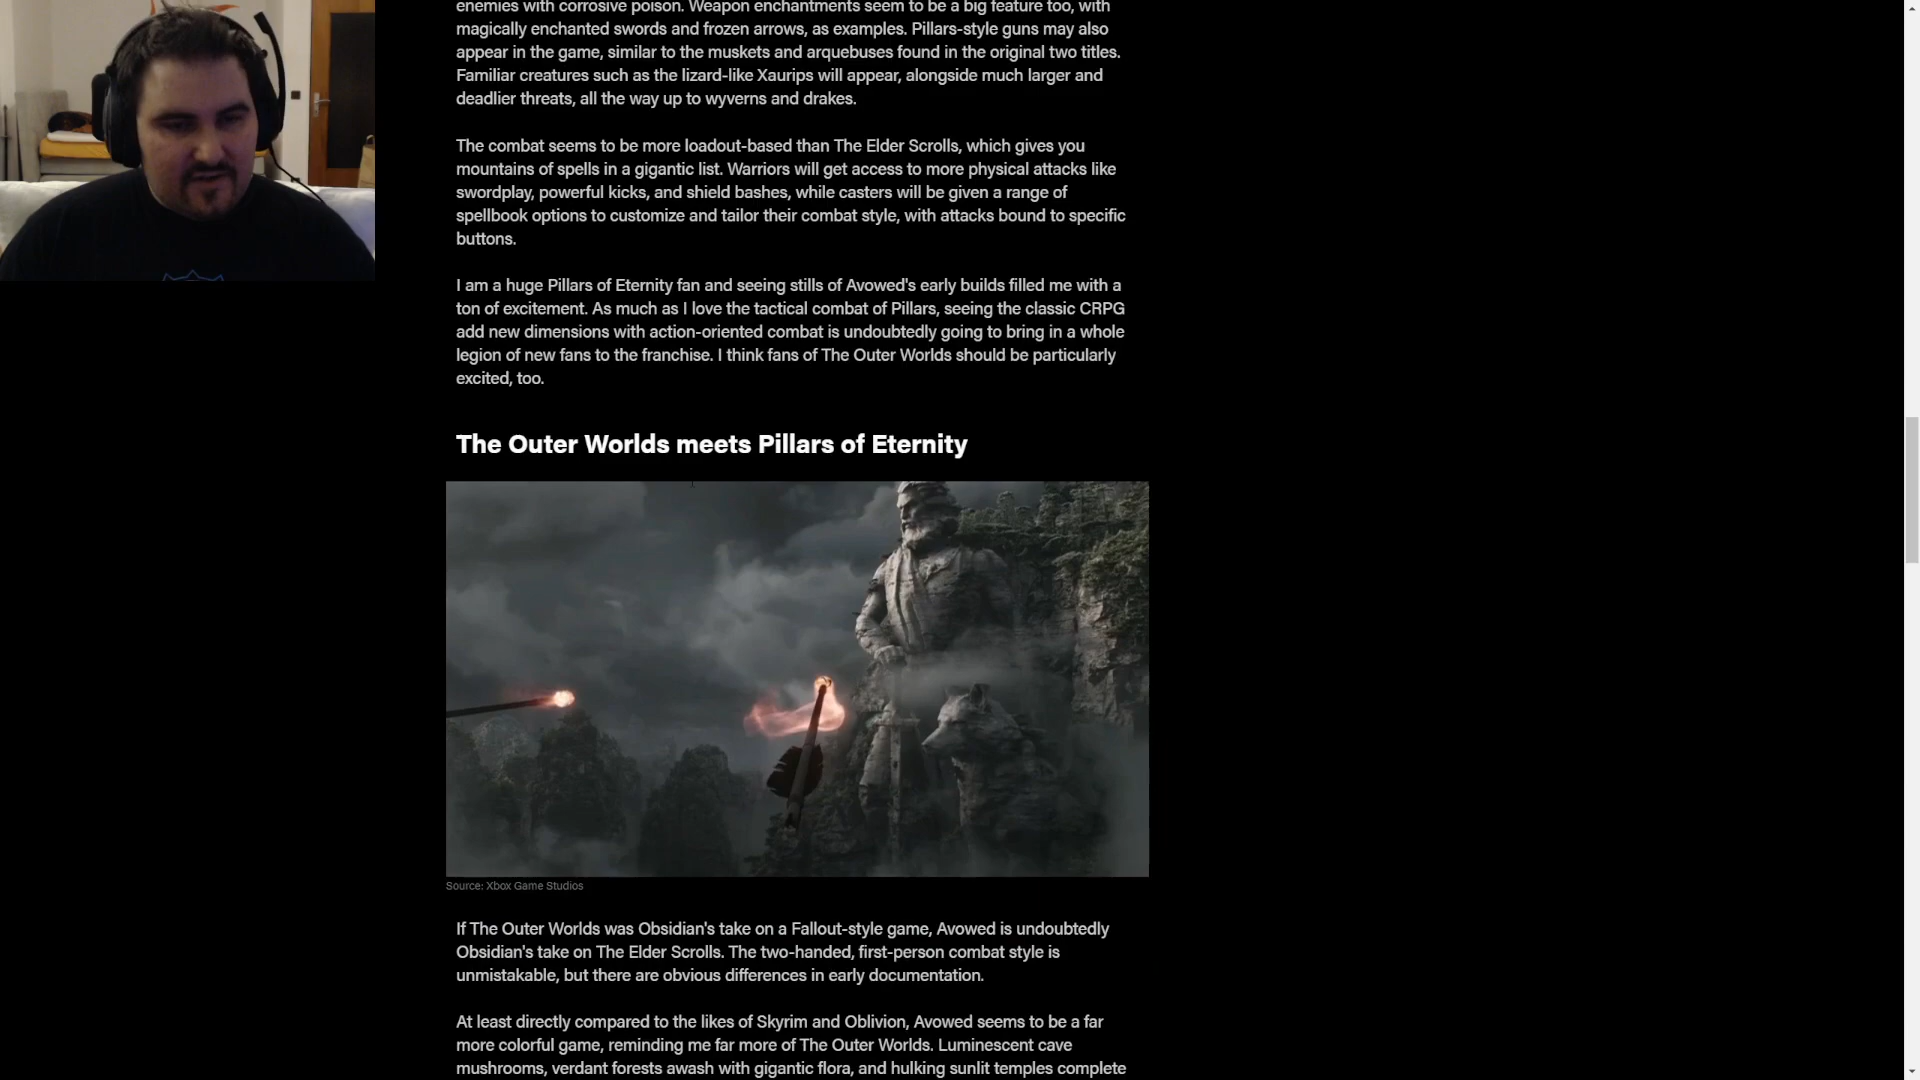 enemies with corrosive poison. Weapon enchantments seem to be a big feature too, with
magically enchanted swords and frozen arrows, as examples. Pillars-style guns may also
appear in the game, similar to the muskets and arquebuses found in the original two titles.
Familiar creatures such as the lizard-like Xaurips will appear, alongside much larger and
deadlier threats, all the way up to wyverns and drakes.
The combat seems to be more loadout-based than The Elder Scrolls, which gives you
mountains of spells in a gigantic list. Warriors will get access to more physical attacks like
swordplay, powerful kicks, and shield bashes, while casters will be given a range of
spellbook options to customize and tailor their combat style, with attacks bound to specific
buttons.
I am a huge Pillars of Eternity fan and seeing stills of Avowed's early builds filled me with a
ton of excitement. As much as I love the tactical combat of Pillars, seeing the classic CRPG
add new dimensions with action-oriented combat is undoubtedly going to bring in a whole
legion of new fans to the franchise. I think fans of The Outer Worlds should be particularly
excited, too.
The Outer Worlds meets Pillars of Eternity
Source: Xbox Game Studios
If The Outer Worlds was Obsidian's take on a Fallout-style game, Avowed is undoubtedly
Obsidian's take on The Elder Scrolls. The two-handed, first-person combat style is
unmistakable, but there are obvious differences in early documentation.
At least directly compared to the likes of Skyrim and Oblivion, Avowed seems to be a far
more colorful game, reminding me far more of The Outer Worlds. Luminescent cave
mushrooms, verdant forests awash with gigantic flora, and hulking sunlit temples complete